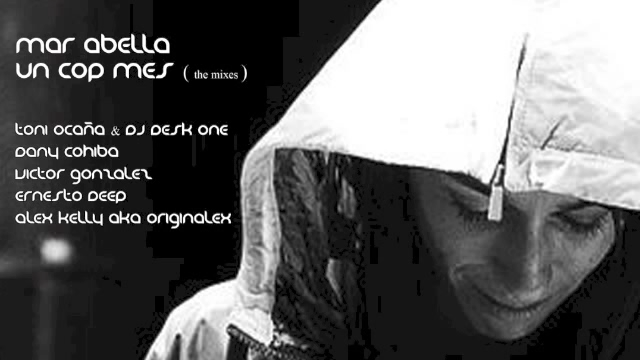 mar abella
un cop mes ( the mixes )
toni ocaña & dj desk one
dany cohiba
victor gonzalez
ernesto deep
alex kelly aka originalex